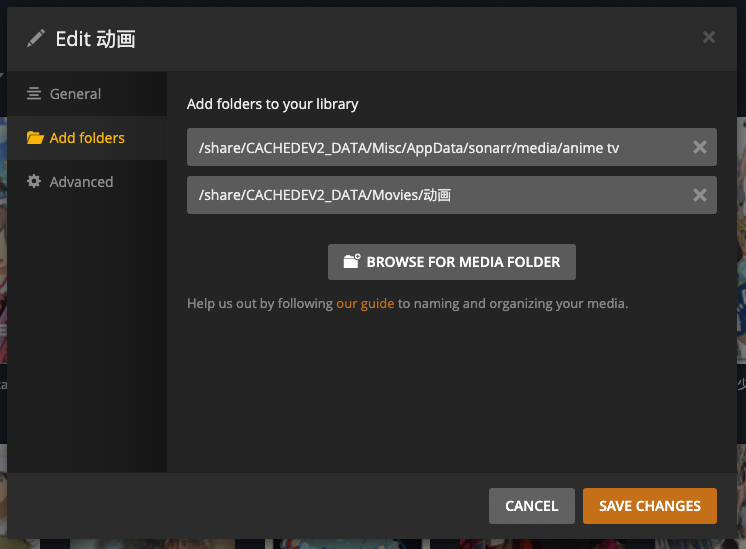 Edit 动画
General
Add folders
Advanced
Add folders to your library
/share/CACHEDEV2_DATA/Misc/AppData/sonarr/media/anime tv
/share/CACHEDEV2_DATA/Movies/动画
BROWSE FOR MEDIA FOLDER
Help us out by following our guide to naming and organizing your media.
CANCEL
SAVE CHANGES